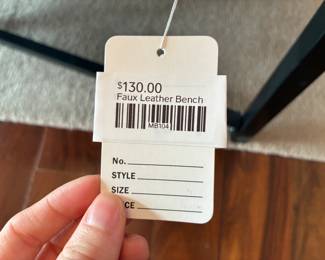 $130.00
Faux Leather Bench
MB104
No.
STYLE
SIZE